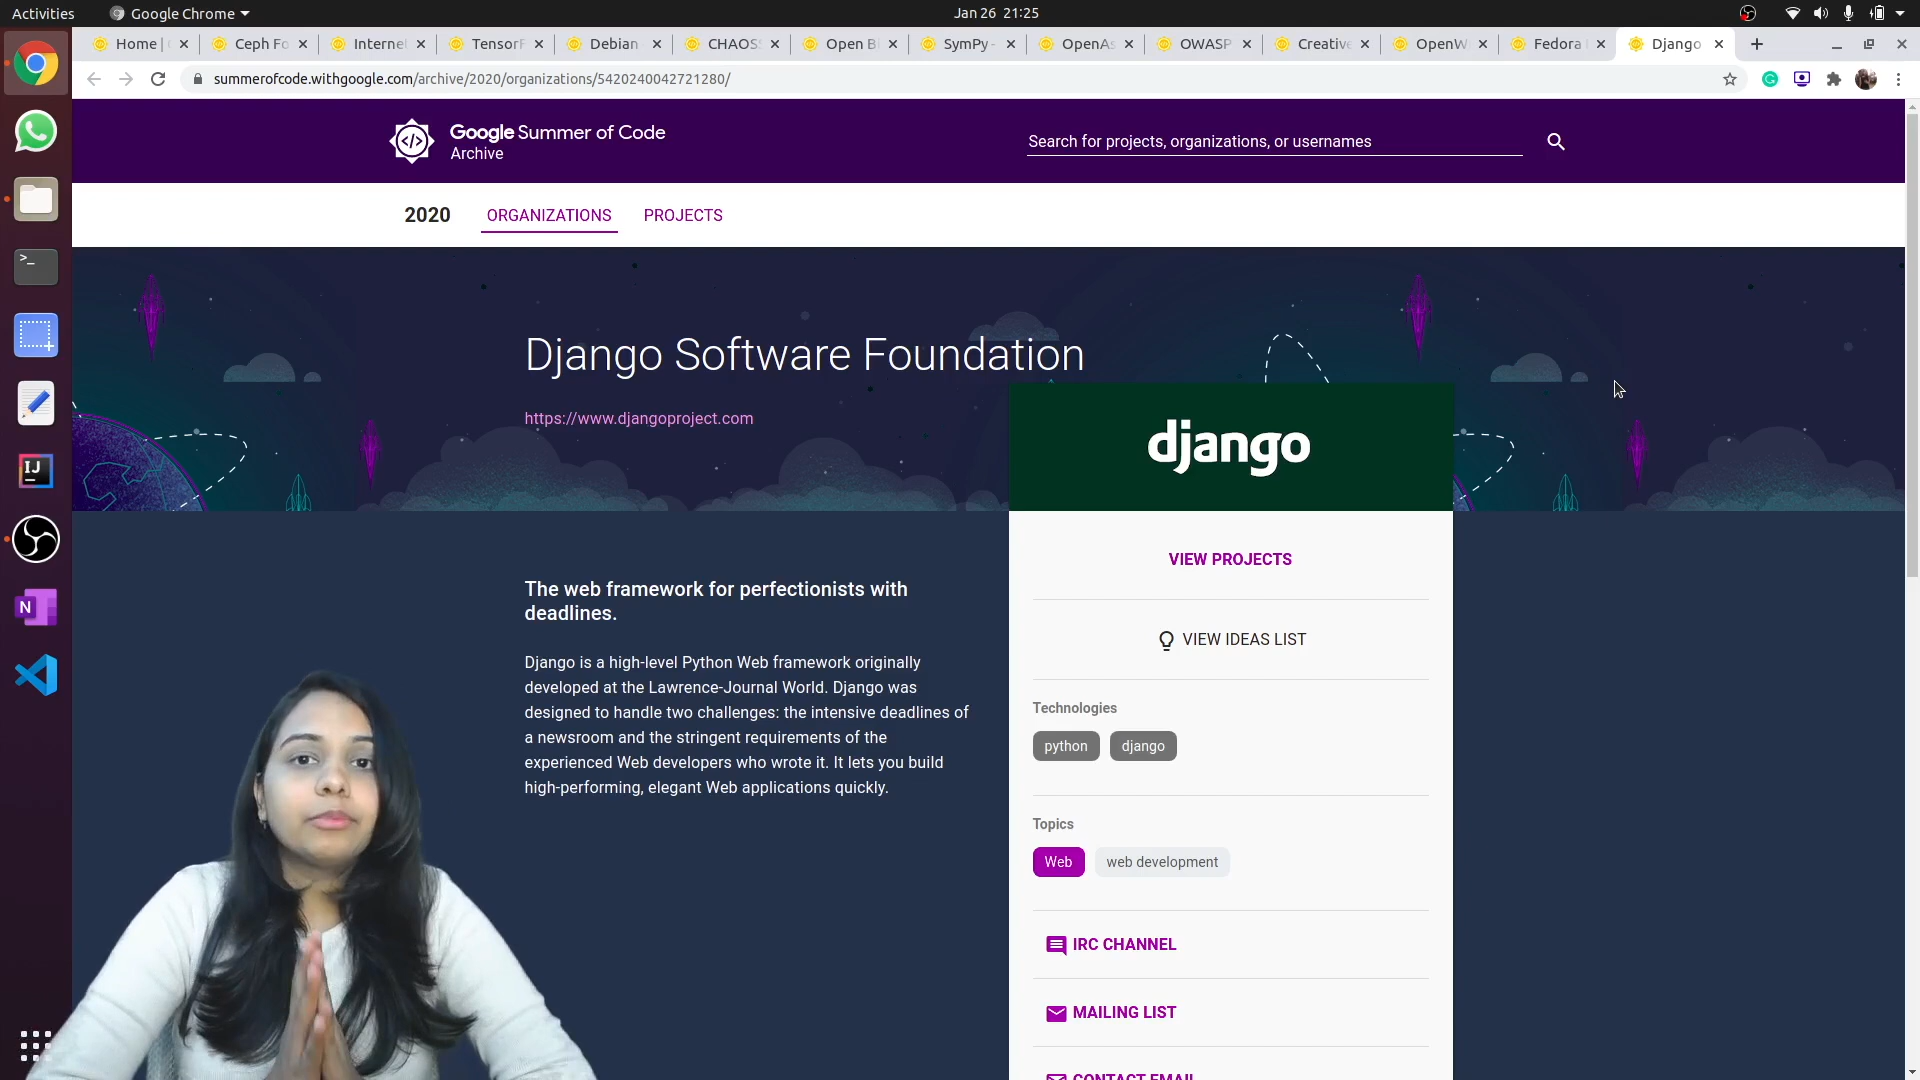 Activities
Google Chrome
Jan 26 21:25
Home |
Ceph Fo
Interne
TensorF
Debian
CHAOSS
Open B
SymPy -
OpenAs
OWASP
Creative
OpenW
Fedora
Django
summerofcode.withgoogle.com/archive/2020/organizations/5420240042721280/
Google Summer of Code
Archive
Search for projects, organizations, or usernames
2020
ORGANIZATIONS
PROJECTS
Django Software Foundation
https://www.djangoproject.com
django
VIEW PROJECTS
The web framework for perfectionists with
deadlines.
VIEW IDEAS LIST
Django is a high-level Python Web framework originally
developed at the Lawrence-Journal World. Django was
designed to handle two challenges: the intensive deadlines of
a newsroom and the stringent requirements of the
experienced Web developers who wrote it. It lets you build
high-performing, elegant Web applications quickly.
Technologies
python
django
Topics
Web
web development
IRC CHANNEL
MAILING LIST
CONTACT EMAIL
IJ
N